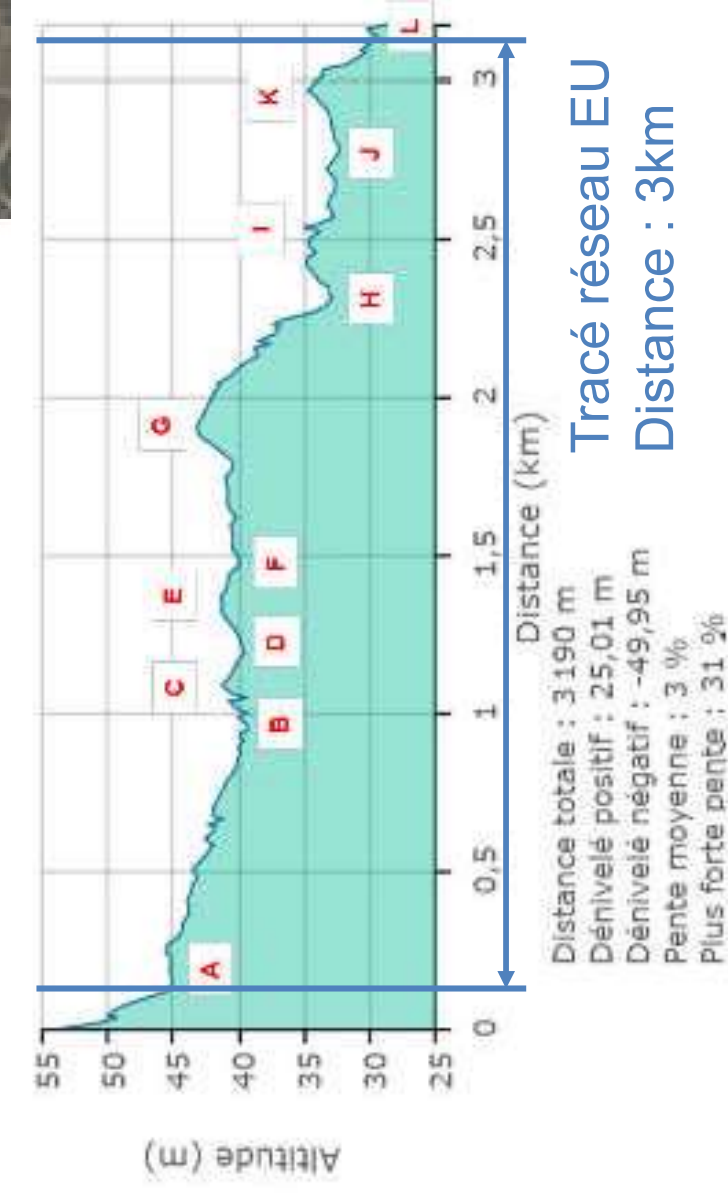 Altitude (m)
55
50
45
40
35
30
25
A
B
C
D
E
F
G
H
I
J
K
L
0
0,5
1
1,5
2
2,5
3
Distance (km)
Distance totale : 3 190 m
Dénivelé positif : 25,01 m
Dénivelé négatif : -49,95 m
Pente moyenne : 3 %
Plus forte pente : 31 %
Tracé réseau EU
Distance : 3km